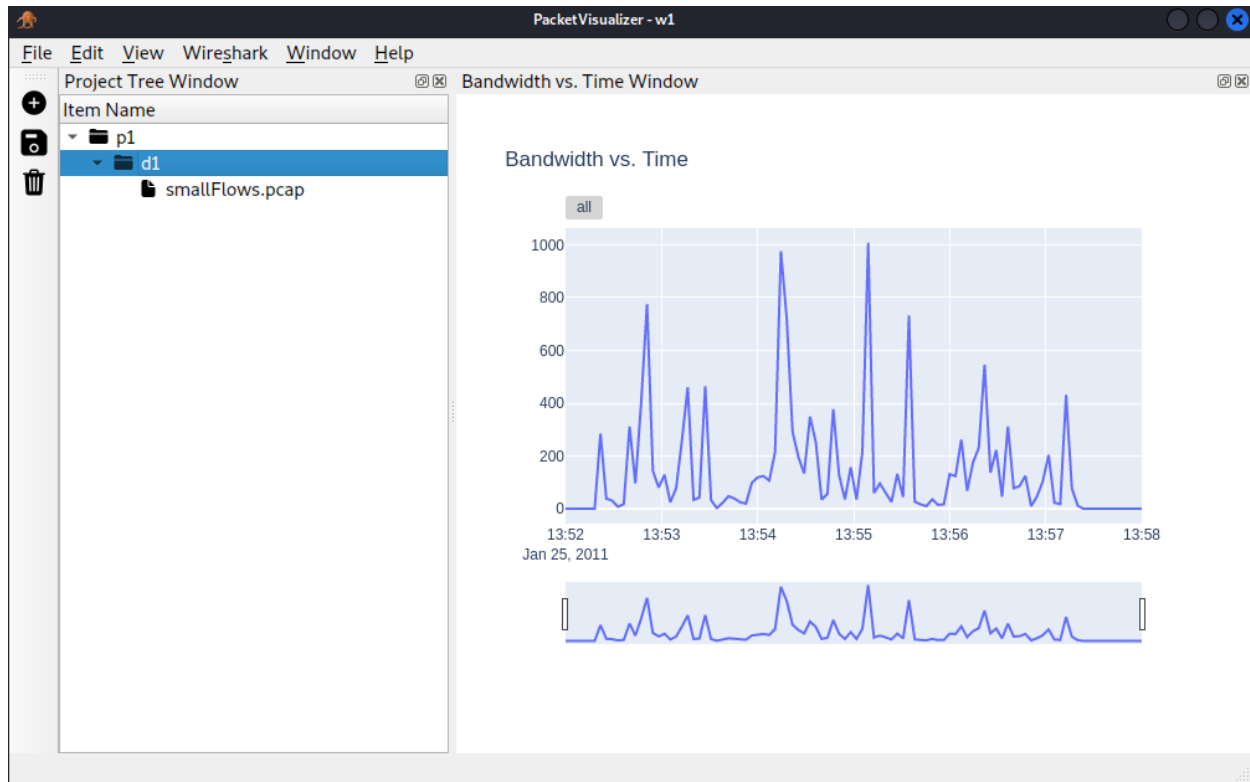 PacketVisualizer - w1
File Edit View Wireshark Window Help
Project Tree Window
Item Name
p1
d1
smallFlows.pcap
Bandwidth vs. Time Window
Bandwidth vs. Time
all
1000
800
600
400
200
0
13:52 13:53 13:54 13:55 13:56 13:57 13:58
Jan 25, 2011